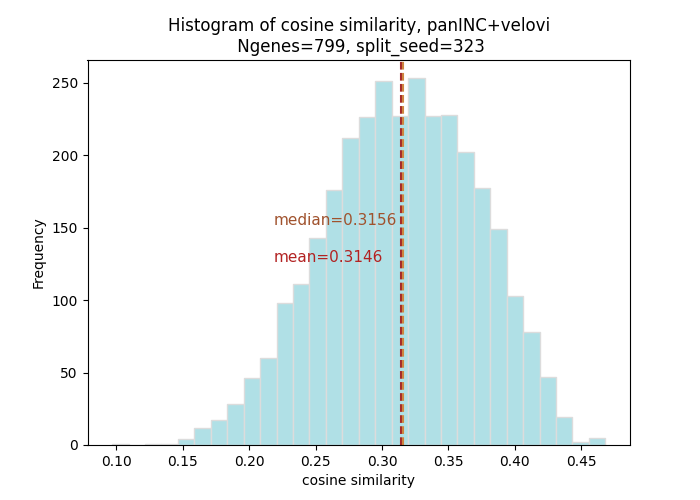 Histogram of cosine similarity, panINC+velovi
Ngenes=799, split_seed=323
250
200
150
100
50
0
Frequency
median=0.3156
mean=0.3146
0.10 0.15 0.20 0.25 0.30 0.35 0.40 0.45
cosine similarity